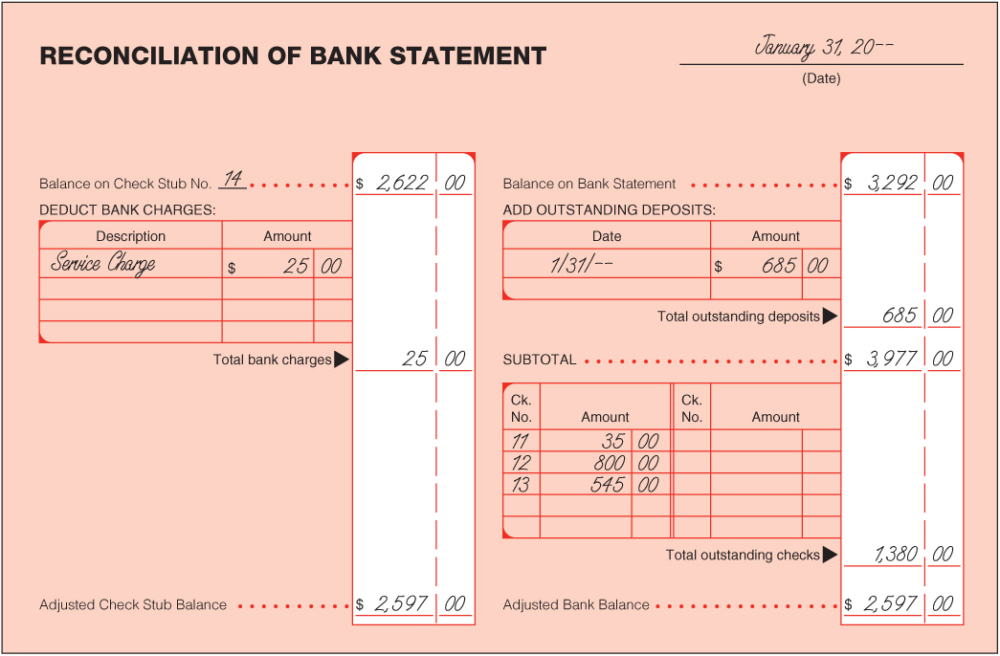 RECONCILIATION OF BANK STATEMENT
January 31, 20--
(Date)
Balance on Check Stub No. 14 $ 2,622 00
DEDUCT BANK CHARGES:
Description Amount
Service Charge $ 25 00
Total bank charges 25 00
Adjusted Check Stub Balance $ 2,597 00
Balance on Bank Statement $ 3,292 00
ADD OUTSTANDING DEPOSITS:
Date Amount
1/31/-- $ 685 00
Total outstanding deposits 685 00
SUBTOTAL $ 3,977 00
Ck. No. Amount Ck. No. Amount
11 35 00
12 800 00
13 545 00
Total outstanding checks 1,380 00
Adjusted Bank Balance $ 2,597 00